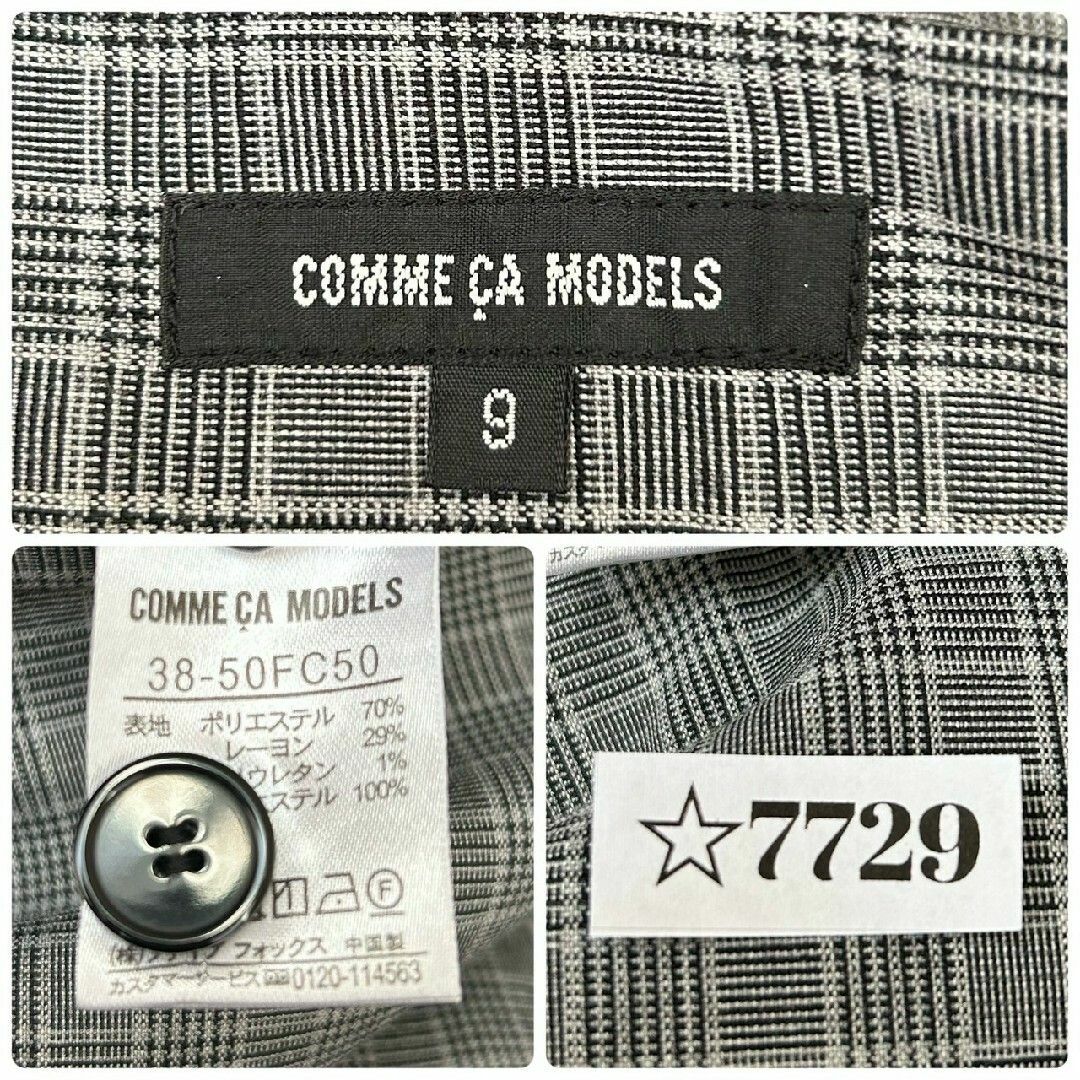 COMME ÇA MODELS
9
COMME ÇA MODELS
38-50FC50
表地 ポリエステル 70%
レーヨン 29%
ウレタン 1%
エステル 100%
F
フォックス 中国製
カスタマーサービス 0120-114563
カスタ
☆7729